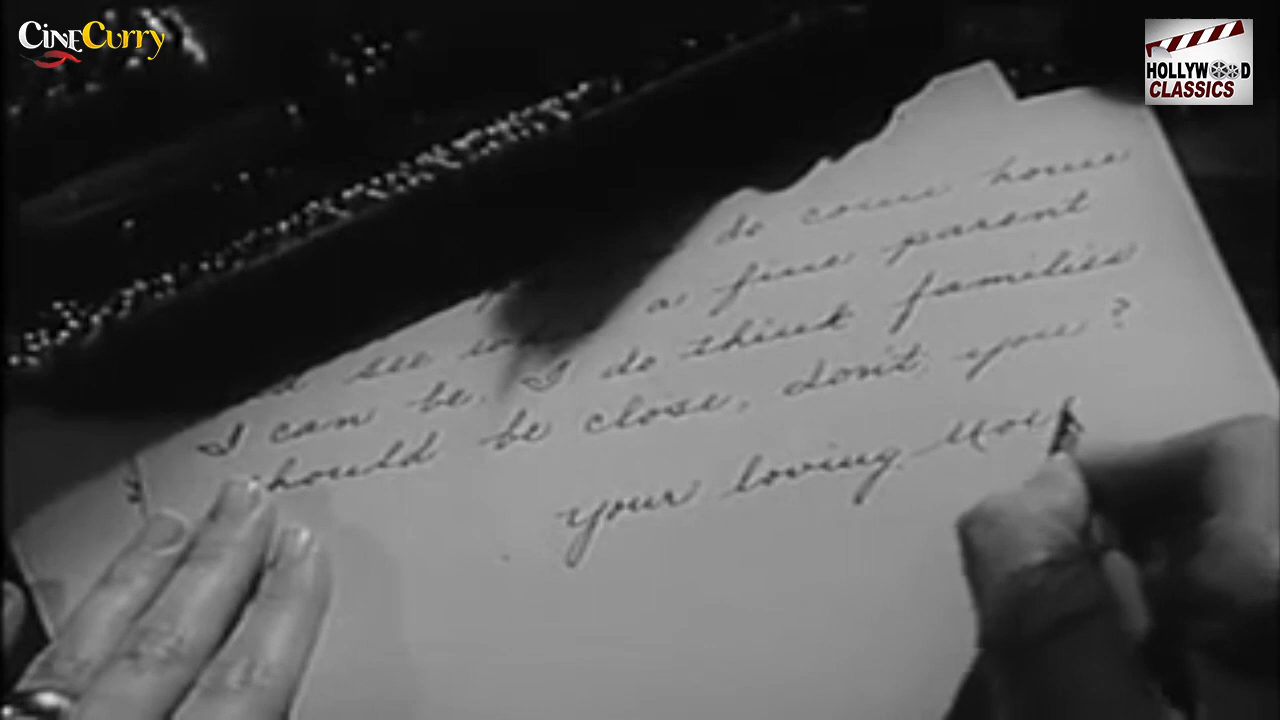 CINECURRY
HOLLYWOOD
CLASSICS
do come home
see
a fine parent
I can be. I do think families
should be close, don't you?
your loving